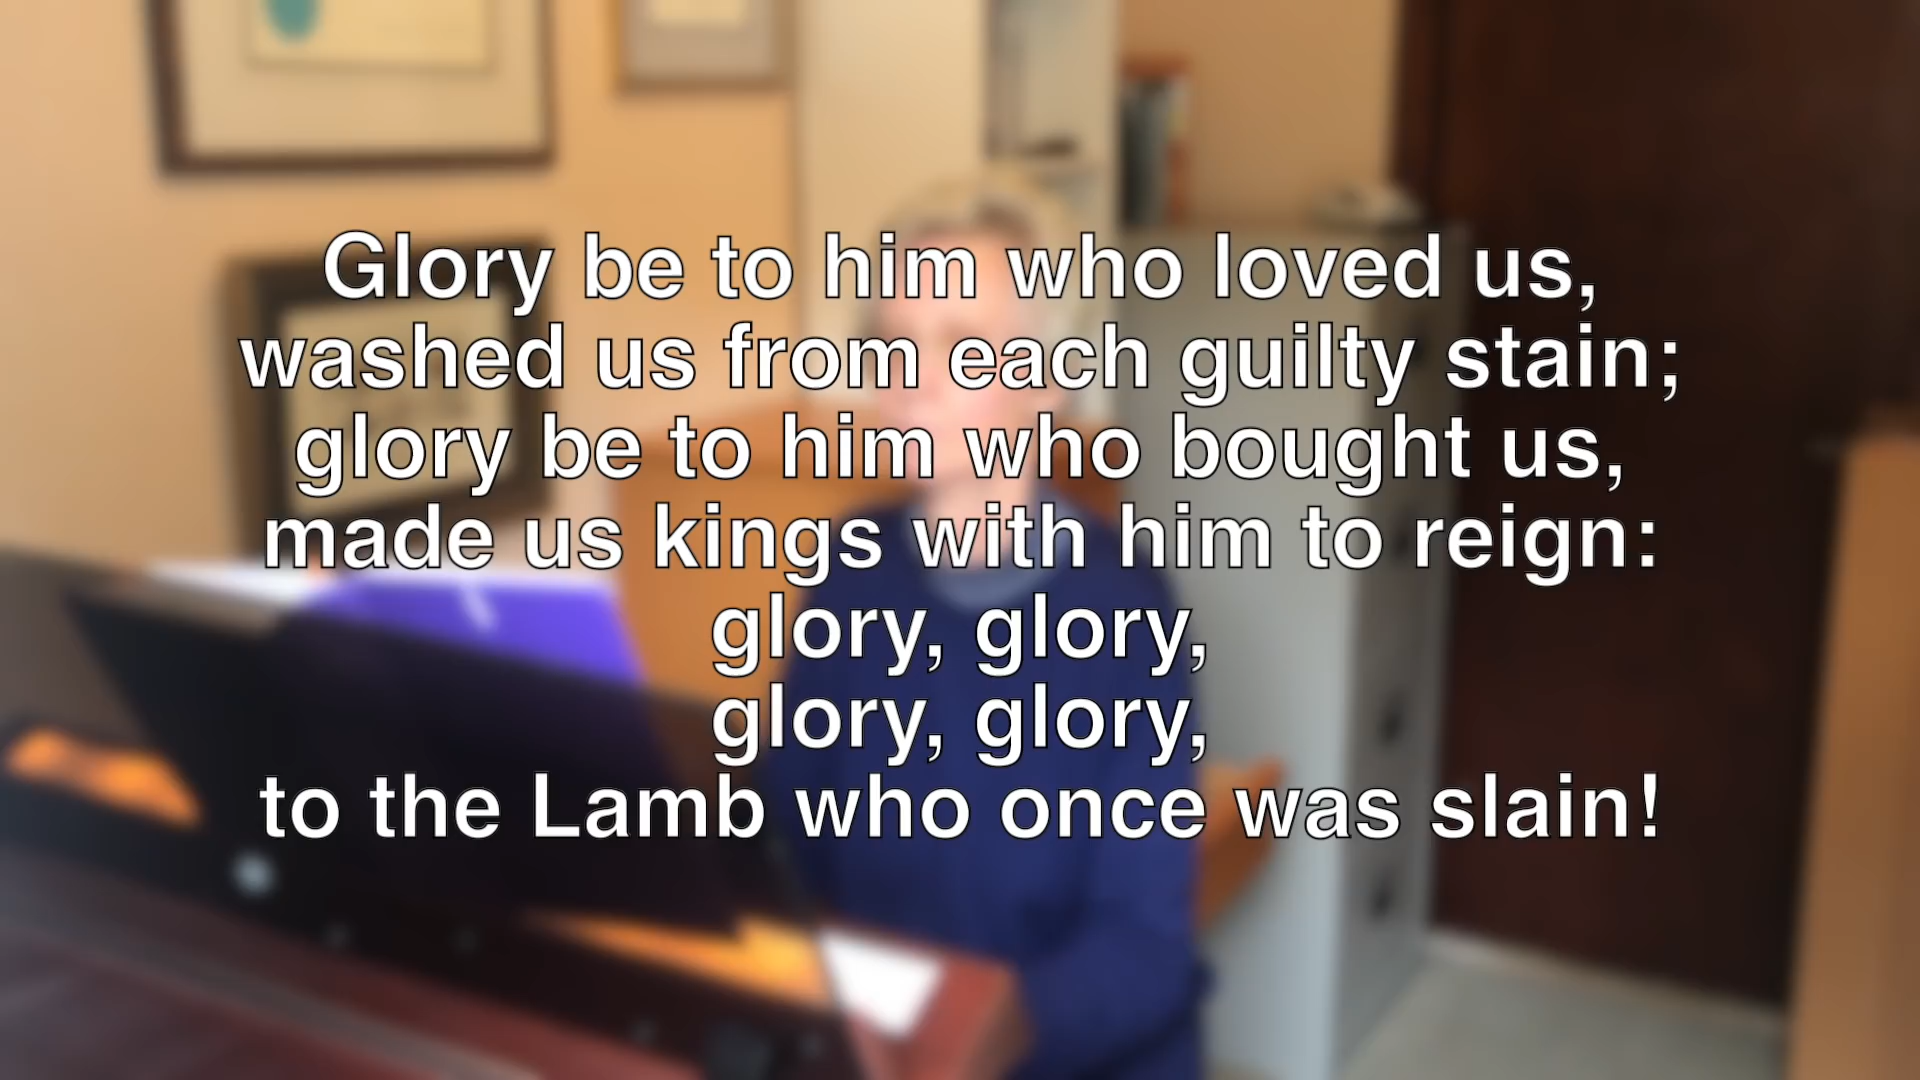 Glory be to him who loved us,
washed us from each guilty stain;
glory be to him who bought us,
made us kings with him to reign:
glory, glory,
glory, glory,
to the Lamb who once was slain!